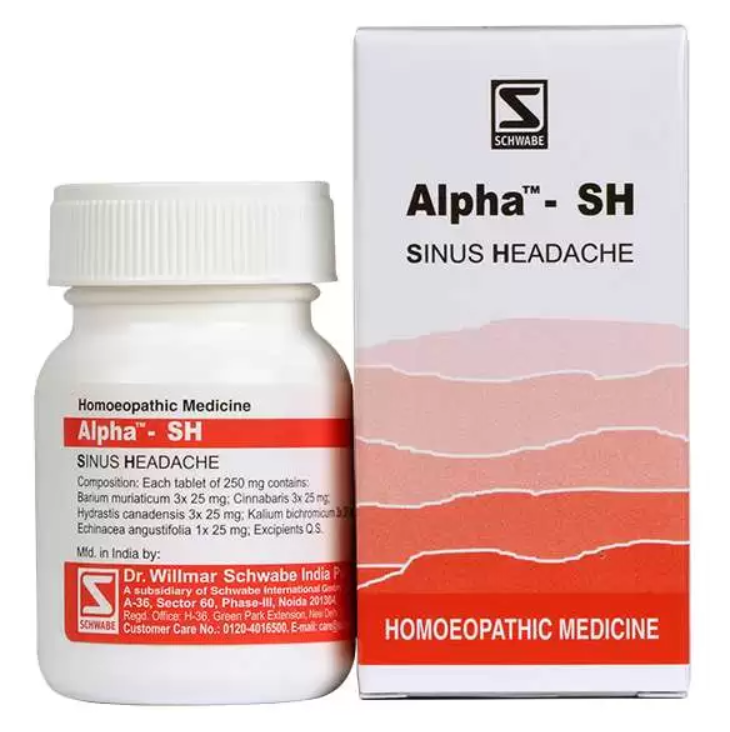 Homoeopathic Medicine
Alpha™- SH
SINUS HEADACHE
Composition: Each tablet of 250 mg contains:
Barium muriaticum 3x 25 mg; Cinnabaris 3x 25 mg;
Hydrastis canadensis 3x 25 mg; Kalium bichromicum
Echinacea angustifolia 1x 25 mg; Excipients Q.S.
Mfd. in India by:
SCHWABE
Dr. Willmar Schwabe India
A subsidiary of Schwabe International
A-36, Sector 60, Phase-III, Noida 201304
Regd. Office: H-36, Green Park Extension, New
Customer Care No.: 0120-4016500. E-mail:
SCHWABE
Alpha™- SH
SINUS HEADACHE
HOMOEOPATHIC MEDICINE